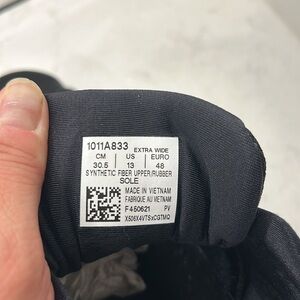 1011A833 EXTRA WIDE
CM | US | EURO
30.5 | 13 | 48
SYNTHETIC FIBER UPPER/RUBBER
SOLE
MADE IN VIETNAM
FABRIQUE AU VIETNAM
F450621 PV